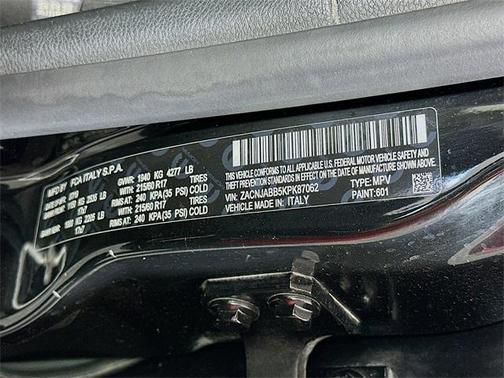 MFD BY: FCA ITALY S.P.A.
GVWR: 1940 KG 4277 LB
WITH: 215/60 R17
RIMS AT: 240 KPA(35 PSI) COLD
WITH: 215/60 R17
RIMS AT: 240 KPA (35 PSI) COLD
THIS VEHICLE CONFORMS TO ALL APPLICABLE FEDERAL MOTOR VEHICLE SAFETY AND
THEFT PREVENTION STANDARDS IN EFFECT ON THE DATE OF MANUFACTURE SHOWN ABOVE.
VIN: ZACNJABB5KPK87062
TYPE: MPV
VEHICLE MADE IN: ITALY
PAINT: 601